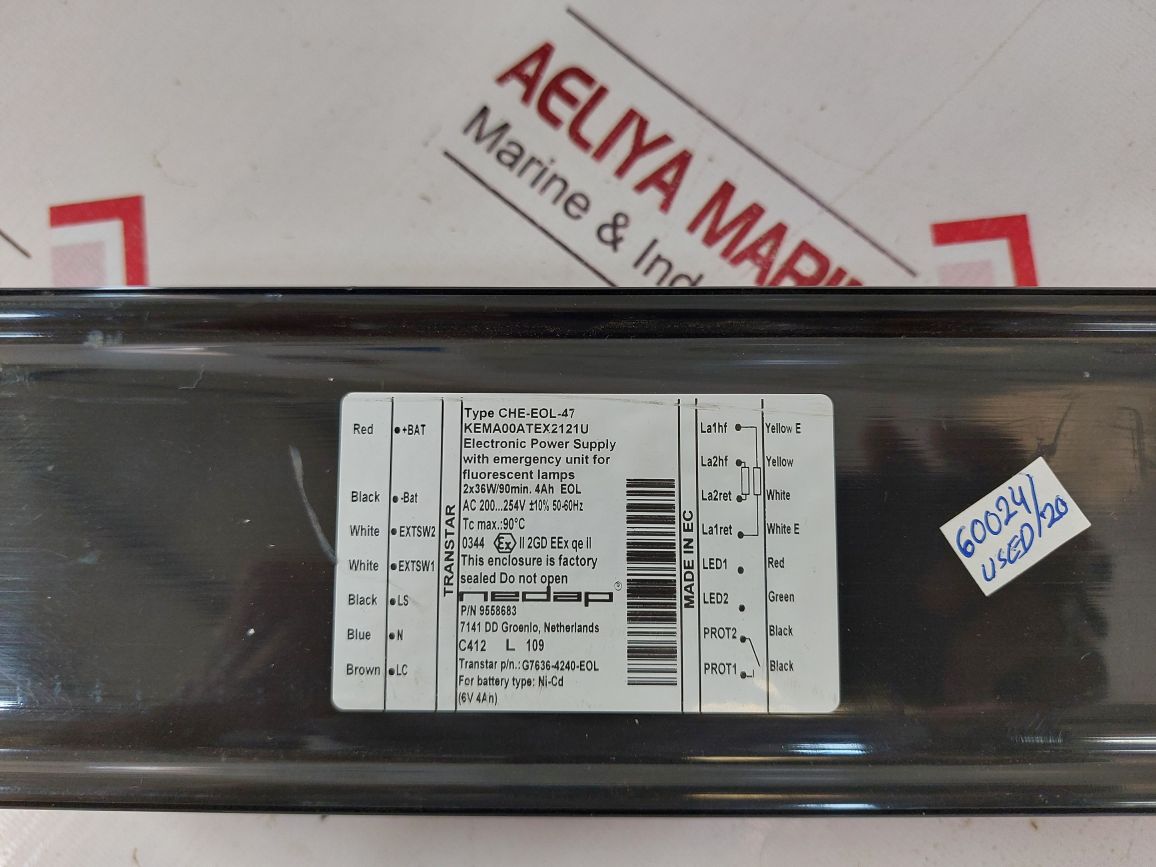 AELIYA MARI
Marine & Ind
Red +BAT
Black -Bat
White EXTSW2
White EXTSW1
Black LS
Blue N
Brown LC
TRANSTAR
Type CHE-EOL-47
KEMA00ATEX2121U
Electronic Power Supply
with emergency unit for
fluorescent lamps
2x36W/90min. 4Ah EOL
AC 200...254V ±10% 50-60Hz
Tc max.:90°C
0344 Ex II 2GD EEx qe II
This enclosure is factory
sealed Do not open
nedap®
P/N 9558683
7141 DD Groenlo, Netherlands
C412 L 109
Transtar p/n.: G7636-4240-EOL
For battery type: Ni-Cd
(6V 4Ah)
MADE IN EC
La1hf Yellow E
La2hf Yellow
La2ret White
La1ret White E
LED1 Red
LED2 Green
PROT2 Black
PROT1 Black
60024/
USED/20